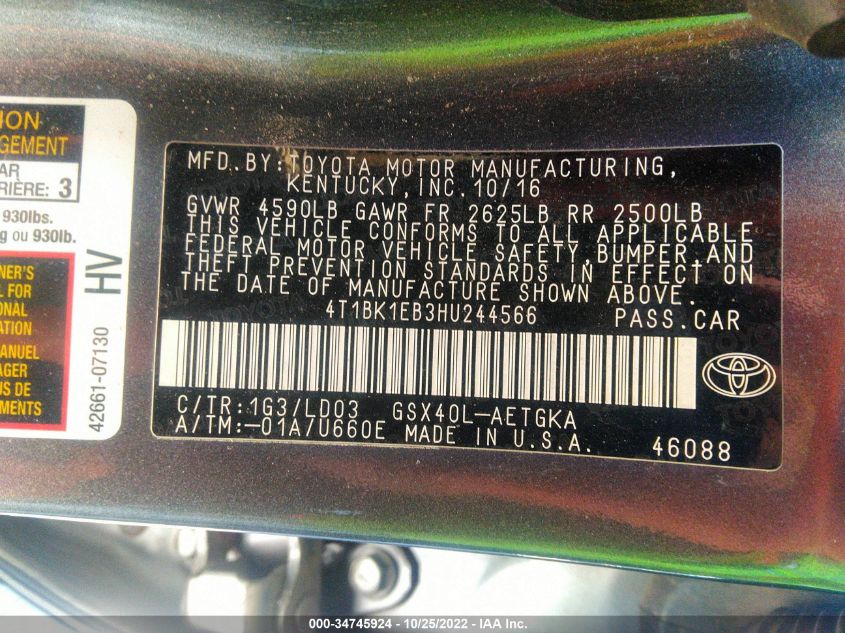 ION
GEMENT
AR
RIÈRE: 3
930lbs.
g ou 930lb.
NER'S
L FOR
ONAL
ATION
ANUEL
AGER
US DE
MENTS
42661-07130 HV
MFD. BY: TOYOTA MOTOR MANUFACTURING,
KENTUCKY, INC. 10/16
GVWR 4590LB GAWR FR 2625LB RR 2500LB
THIS VEHICLE CONFORMS TO ALL APPLICABLE
FEDERAL MOTOR VEHICLE SAFETY, BUMPER, AND
THEFT PREVENTION STANDARDS IN EFFECT ON
THE DATE OF MANUFACTURE SHOWN ABOVE.
4T1BK1EB3HU244566 PASS.CAR
C/TR:1G3/LD03 GSX40L-AETGKA
A/TM:-01A/U660E MADE IN U.S.A. 46088
000-34745924 - 10/25/2022 - IAA Inc.